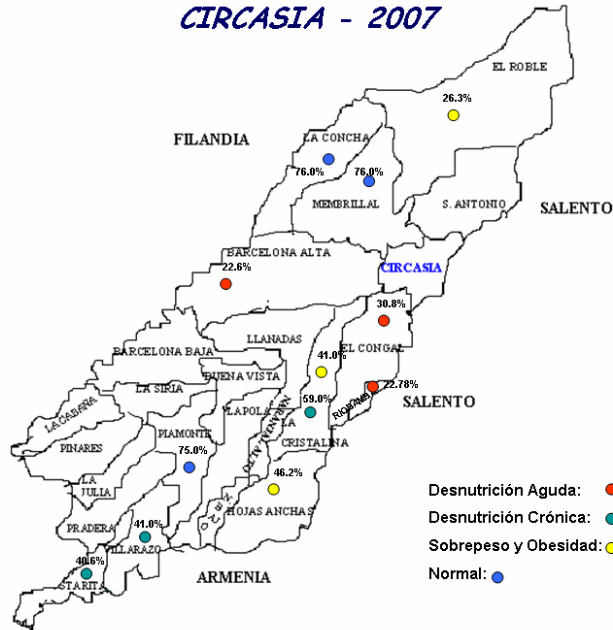 CIRCASIA - 2007
EL ROBLE
26.3%
FILANDIA
LA CONCHA
76.0%
76.0%
MEMBRILLAL
S. ANTONIO
SALENTO
BARCELONA ALTA
CIRCASIA
22.6%
30.8%
LLANADAS
EL CONGAL
BARCELONA BAJA
41.0%
BUENA VISTA
22.78%
LA SIRIA
SALENTO
59.0%
LA POLA
LA CABAÑA
NARANJAL ALTO
LA
CRISTALINA
PIAMONTE
PINARES
75.0%
46.2%
LA
JULIA
HOJAS ANCHAS
PRADERA
41.0%
VILLARAZO
40.6%
STARITA
ARMENIA
Desnutrición Aguda:
Desnutrición Crónica:
Sobrepeso y Obesidad:
Normal: